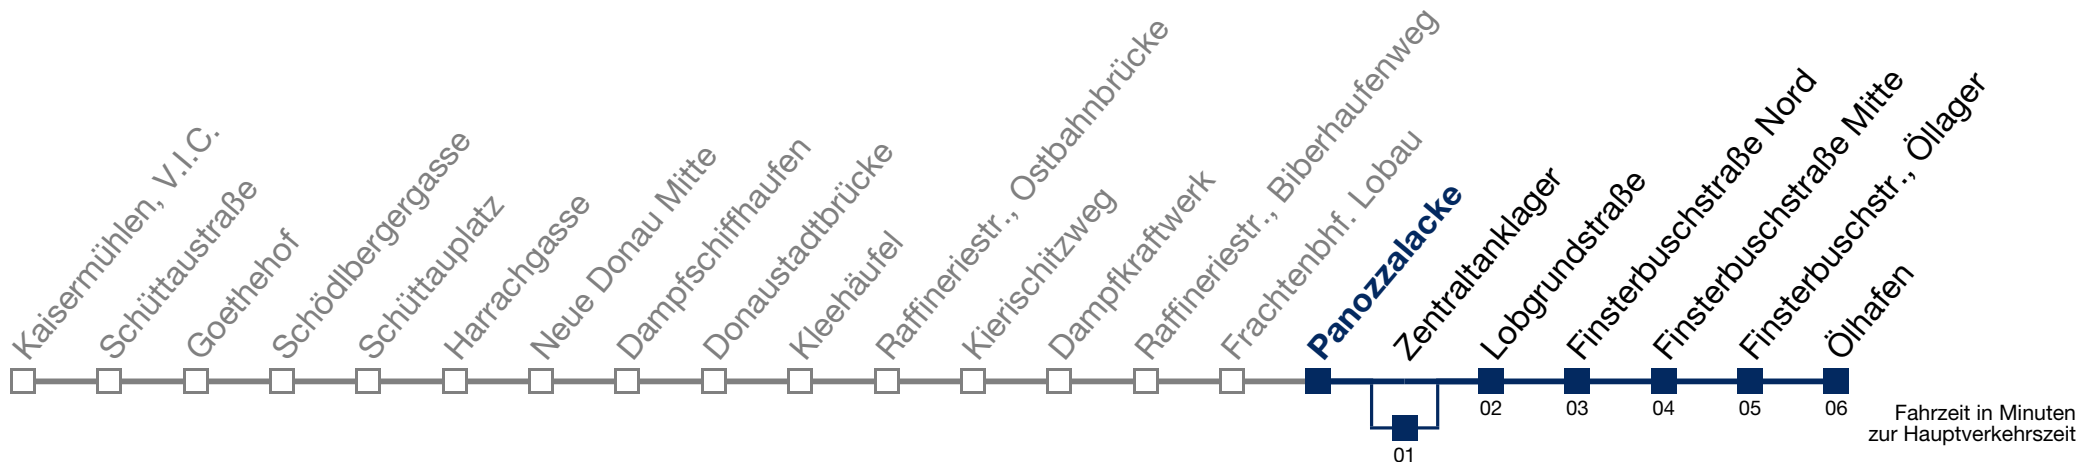 Kaisermühlen, V.I.C.
Schüttaustraße
Goethehof
Schödlbergergasse
Schüttauplatz
Harrachgasse
Neue Donau Mitte
Dampfschiffhaufen
Donaustadtbrücke
Kleehäufel
Raffineriestr., Ostbahnbrücke
Kierischitzweg
Dampfkraftwerk
Raffineriestr., Biberhaufenweg
Frachtenbhf. Lobau
Panozzalacke
Zentraltanklager
Lobgrundstraße
Finsterbuschstraße Nord
Finsterbuschstraße Mitte
Finsterbuschstr., Öllager
Ölhafen
01
02
03
04
05
06
Fahrzeit in Minuten
zur Hauptverkehrszeit